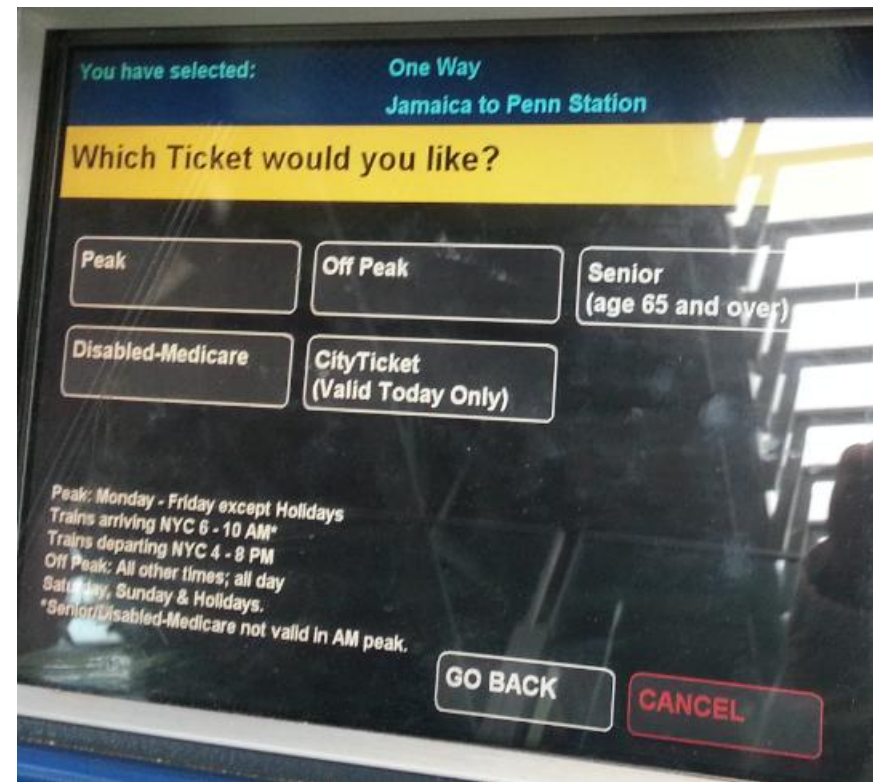 You have selected: One Way
Jamaica to Penn Station
Which Ticket would you like?
Peak
Off Peak
Senior
(age 65 and over)
Disabled-Medicare
CityTicket
(Valid Today Only)
Peak: Monday - Friday except Holidays
Trains arriving NYC 6 - 10 AM*
Trains departing NYC 4 - 8 PM
Off Peak: All other times; all day
Saturday, Sunday & Holidays.
*Senior/Disabled-Medicare not valid in AM peak.
GO BACK
CANCEL